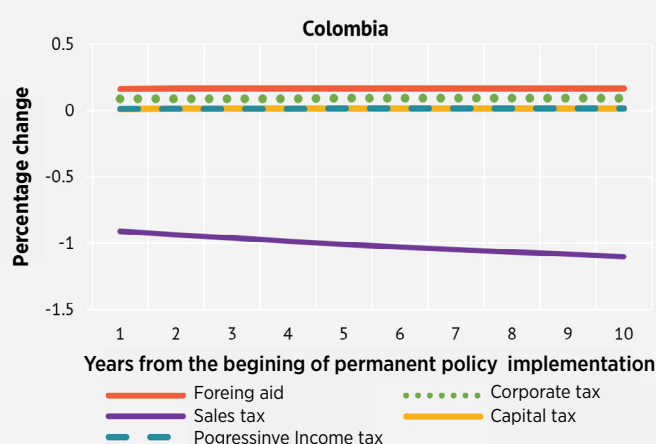 Colombia
Percentage change
0.5
0
-0.5
-1
-1.5
1 2 3 4 5 6 7 8 9 10
Years from the begining of permanent policy implementation
Foreing aid
Corporate tax
Sales tax
Capital tax
Pogressinve Income tax